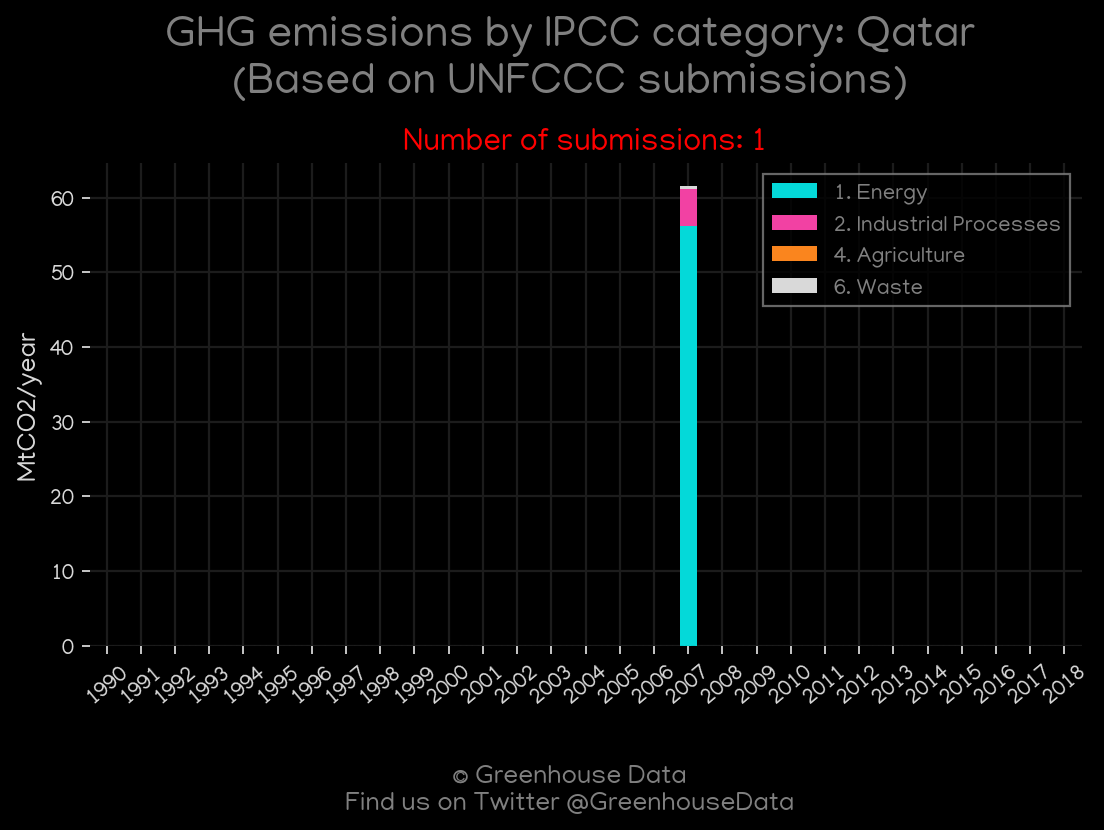 GHG emissions by IPCC category: Qatar
(Based on UNFCCC submissions)
Number of submissions: 1
1. Energy
2. Industrial Processes
4. Agriculture
6. Waste
MtCO2/year
60
50
40
30
20
10
0
1990 1991 1992 1993 1994 1995 1996 1997 1998 1999 2000 2001 2002 2003 2004 2005 2006 2007 2008 2009 2010 2011 2012 2013 2014 2015 2016 2017 2018
© Greenhouse Data
Find us on Twitter @GreenhouseData